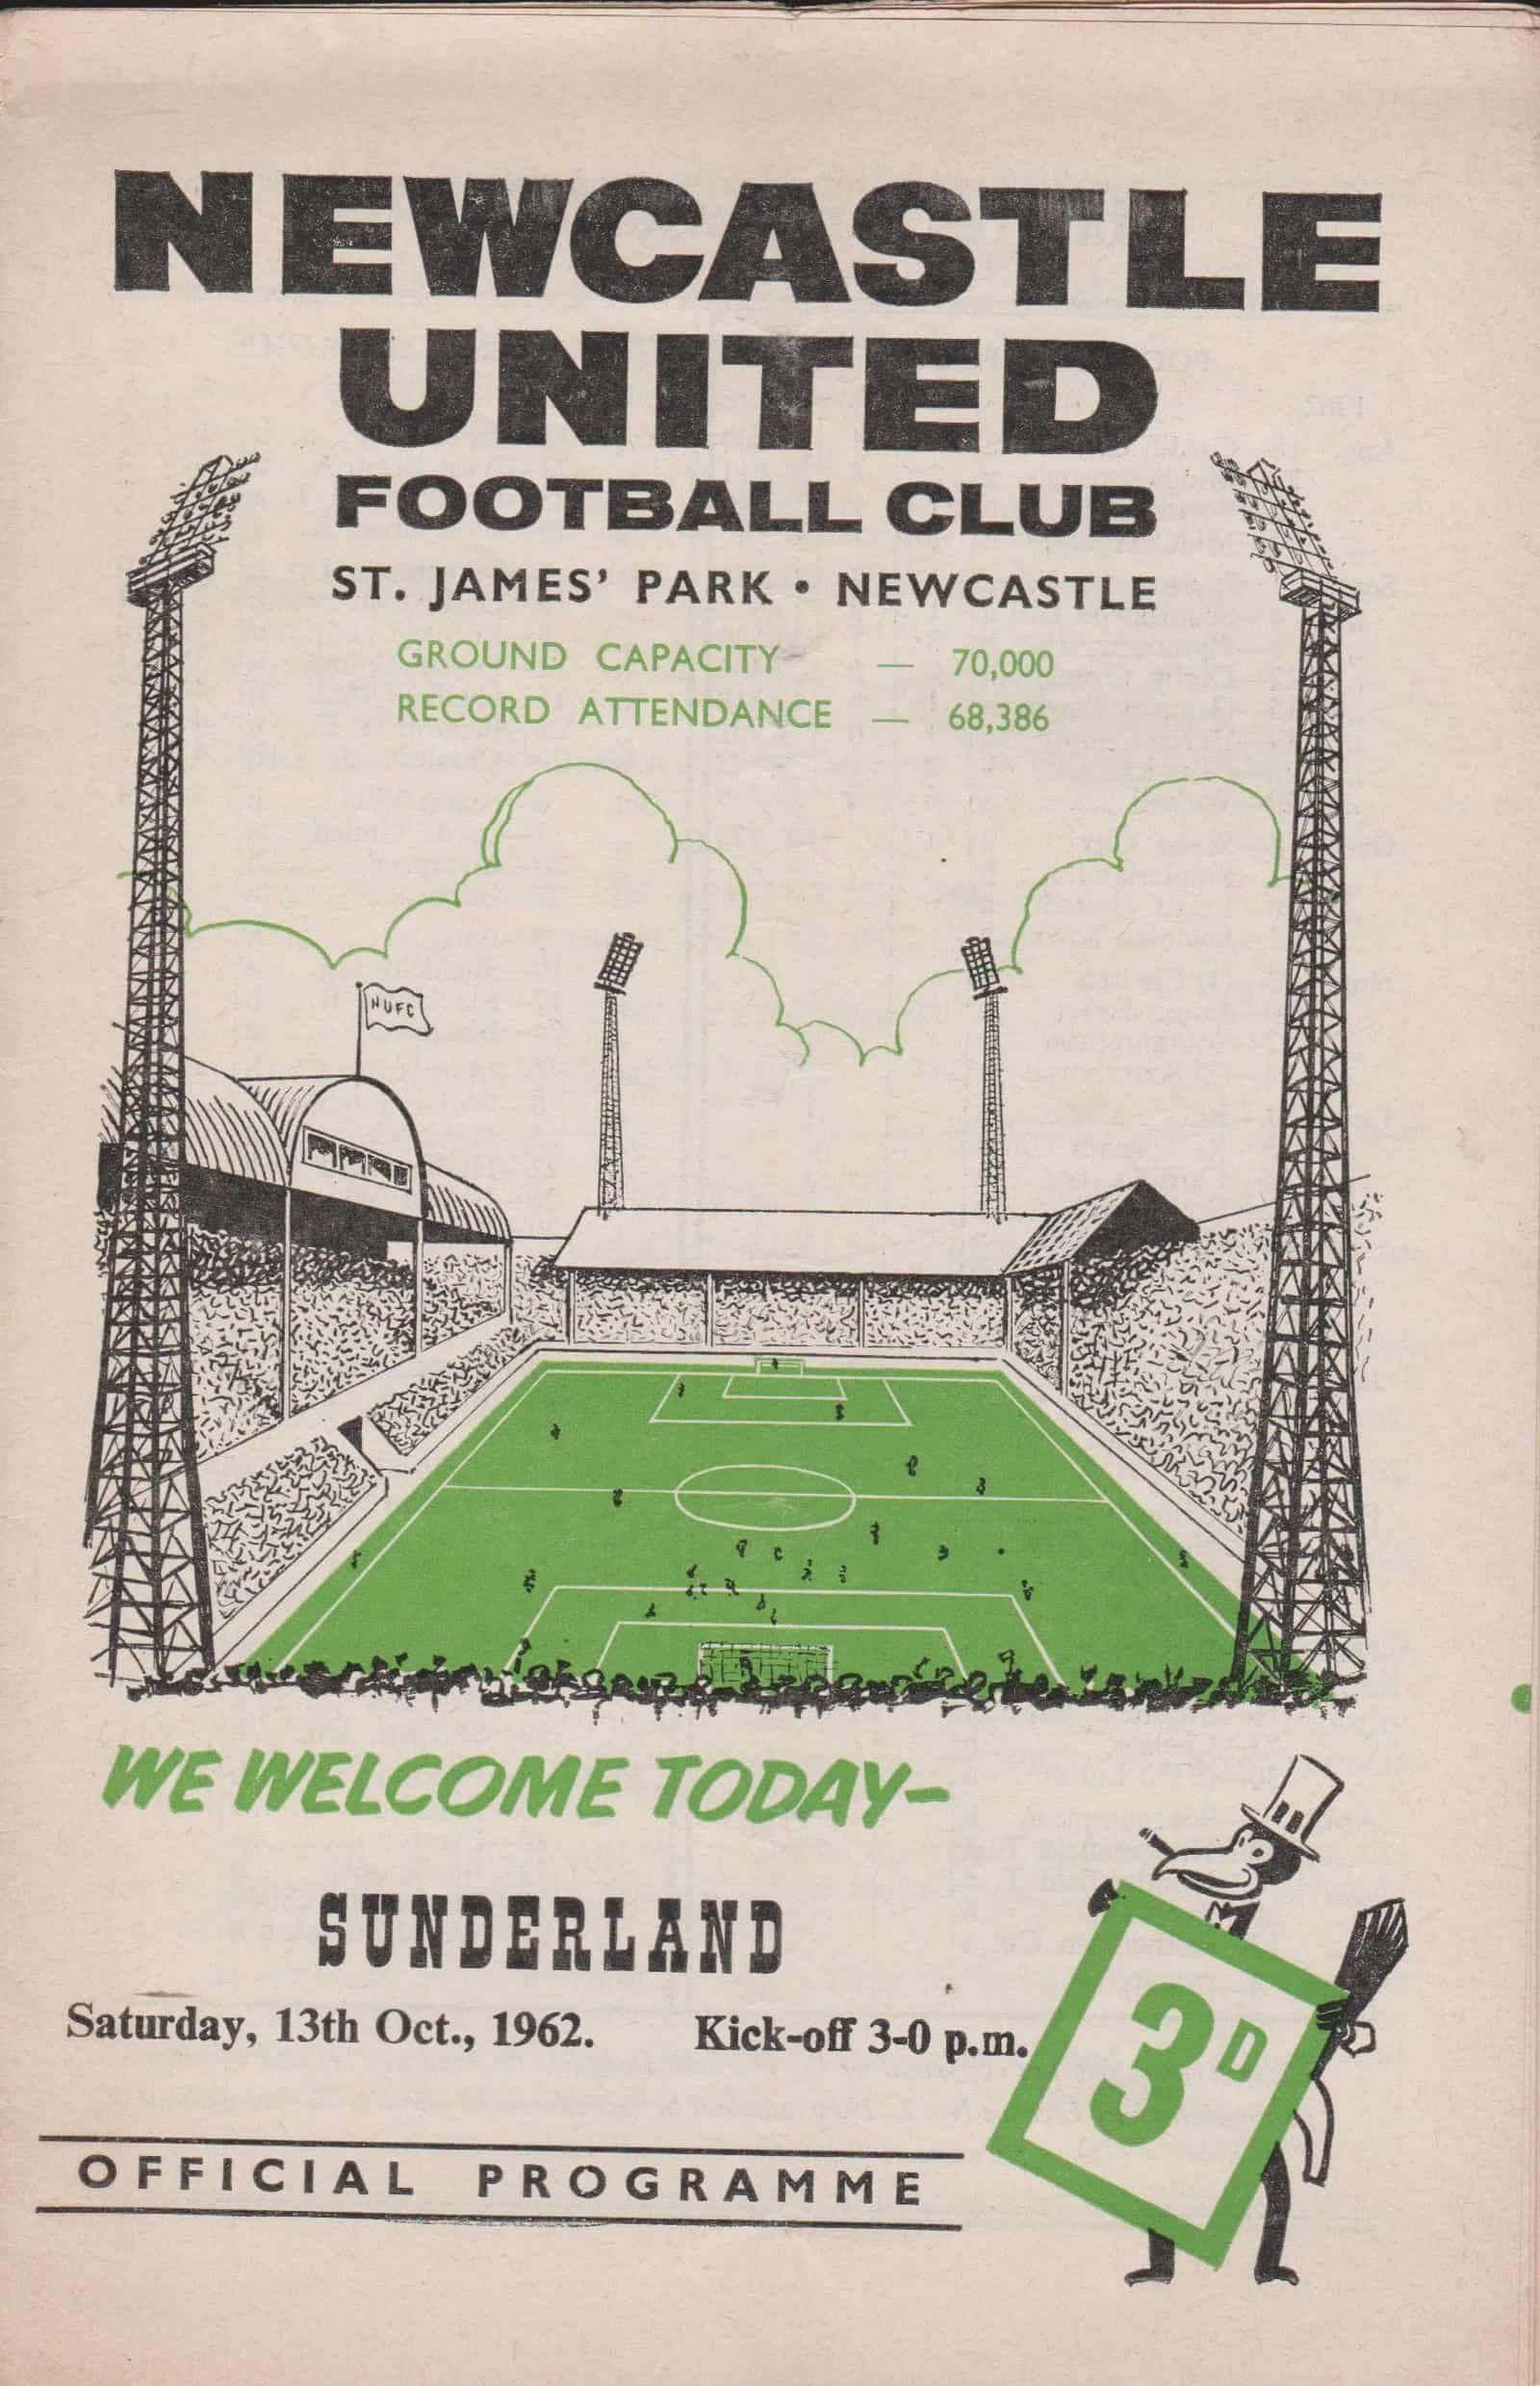 NEWCASTLE
UNITED
FOOTBALL CLUB
ST. JAMES' PARK • NEWCASTLE
GROUND CAPACITY — 70,000
RECORD ATTENDANCE — 68,386
NUFC
WE WELCOME TODAY-
SUNDERLAND
Saturday, 13th Oct., 1962. Kick-off 3-0 p.m.
3D
OFFICIAL PROGRAMME